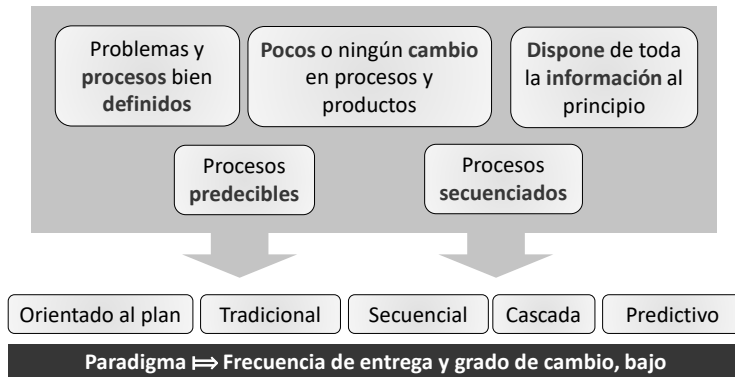 Problemas y
procesos bien
definidos
Pocos o ningún cambio
en procesos y
productos
Dispone de toda
la información al
principio
Procesos
predecibles
Procesos
secuenciados
Orientado al plan
Tradicional
Secuencial
Cascada
Predictivo
Paradigma ⟾ Frecuencia de entrega y grado de cambio, bajo